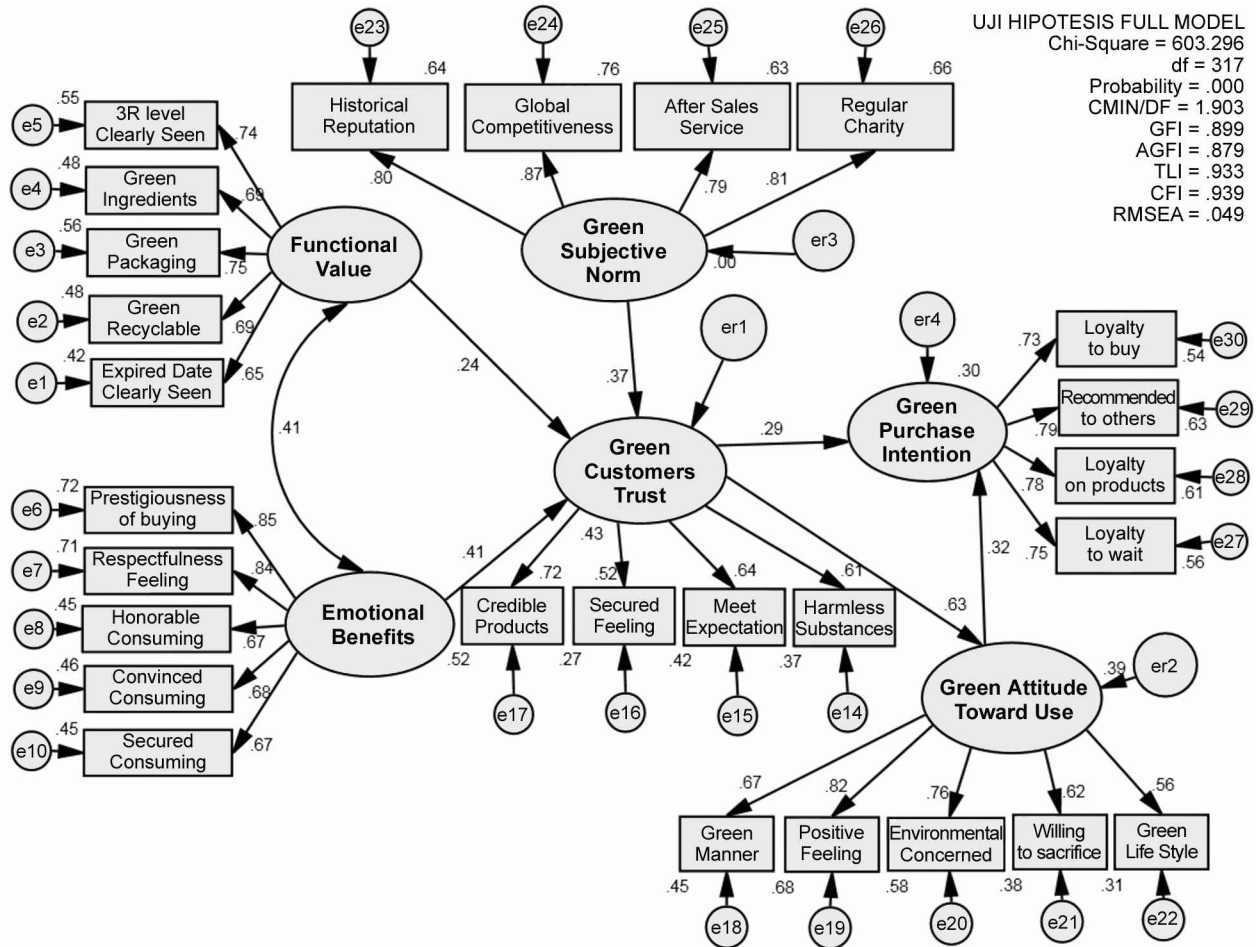 UJI HIPOTESIS FULL MODEL
Chi-Square = 603.296
df = 317
Probability = .000
CMIN/DF = 1.903
GFI = .899
AGFI = .879
TLI = .933
CFI = .939
RMSEA = .049
e23
e24
e25
e26
.64
.76
.63
.66
Historical
Reputation
Global
Competitiveness
After Sales
Service
Regular
Charity
.80
.87
.79
.81
Green
Subjective
Norm
.00
er3
e5
.55
3R level
Clearly Seen
.74
e4
.48
Green
Ingredients
.69
e3
.56
Green
Packaging
.75
e2
.48
Green
Recyclable
.69
e1
.42
Expired Date
Clearly Seen
.65
Functional
Value
.41
.24
.37
er1
er4
.30
Green
Purchase
Intention
.73
Loyalty
to buy
.54
e30
.79
Recommended
to others
.63
e29
.78
Loyalty
on products
.61
e28
.75
Loyalty
to wait
.56
e27
Green
Customers
Trust
.29
.43
.41
.32
.63
e6
.72
Prestigiousness
of buying
.85
e7
.71
Respectfulness
Feeling
.84
e8
.45
Honorable
Consuming
.67
e9
.46
Convinced
Consuming
.68
e10
.45
Secured
Consuming
.67
Emotional
Benefits
.72
.52
.64
.61
Credible
Products
Secured
Feeling
Meet
Expectation
Harmless
Substances
.52
.27
.42
.37
e17
e16
e15
e14
Green Attitude
Toward Use
.39
er2
.67
.82
.76
.62
.56
Green
Manner
Positive
Feeling
Environmental
Concerned
Willing
to sacrifice
Green
Life Style
.45
.68
.58
.38
.31
e18
e19
e20
e21
e22